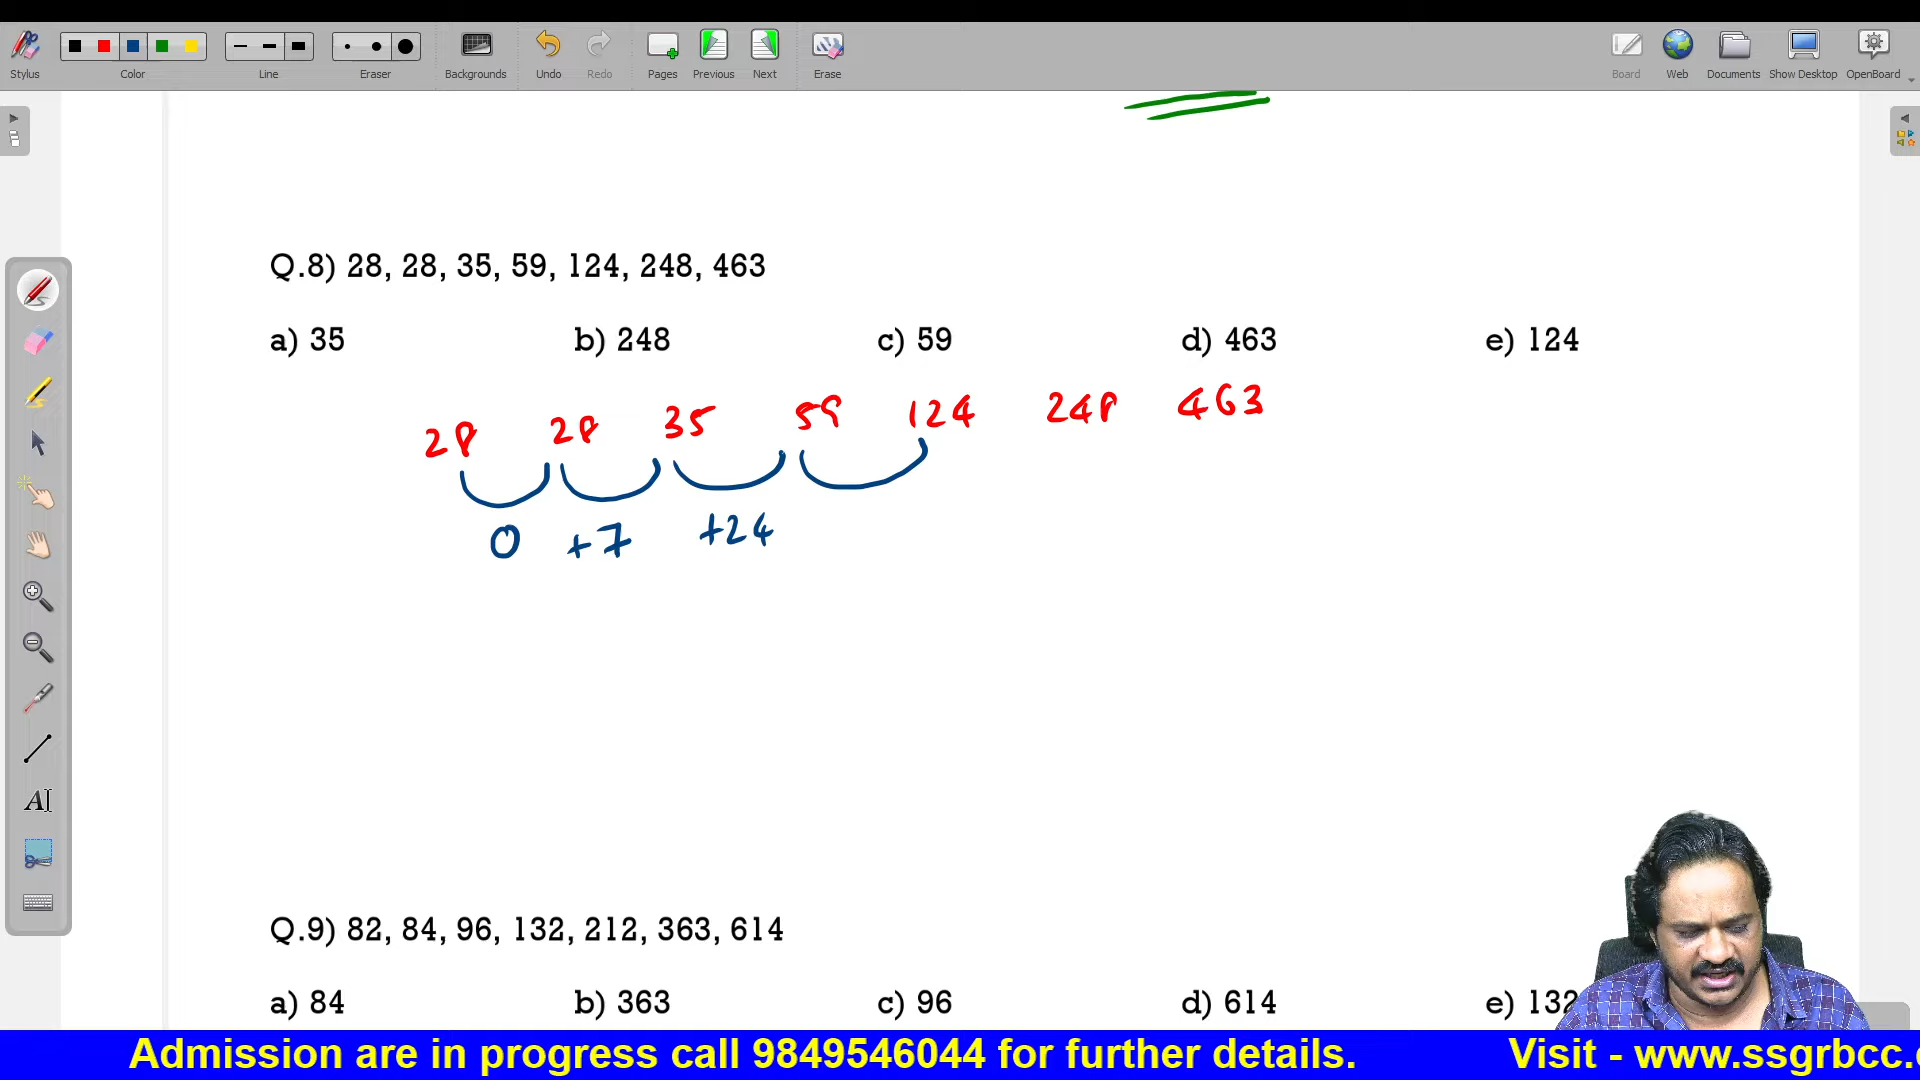 Stylus Color Line Eraser Backgrounds Undo Redo Pages Previous Next Erase Board Web Documents Show Desktop OpenBoard
Q.8) 28, 28, 35, 59, 124, 248, 463
a) 35 b) 248 c) 59 d) 463 e) 124
28 28 35 59 124 248 463
0 +7 +24
Q.9) 82, 84, 96, 132, 212, 363, 614
a) 84 b) 363 c) 96 d) 614 e) 132
Admission are in progress call 9849546044 for further details. Visit - www.ssgrbcc.c